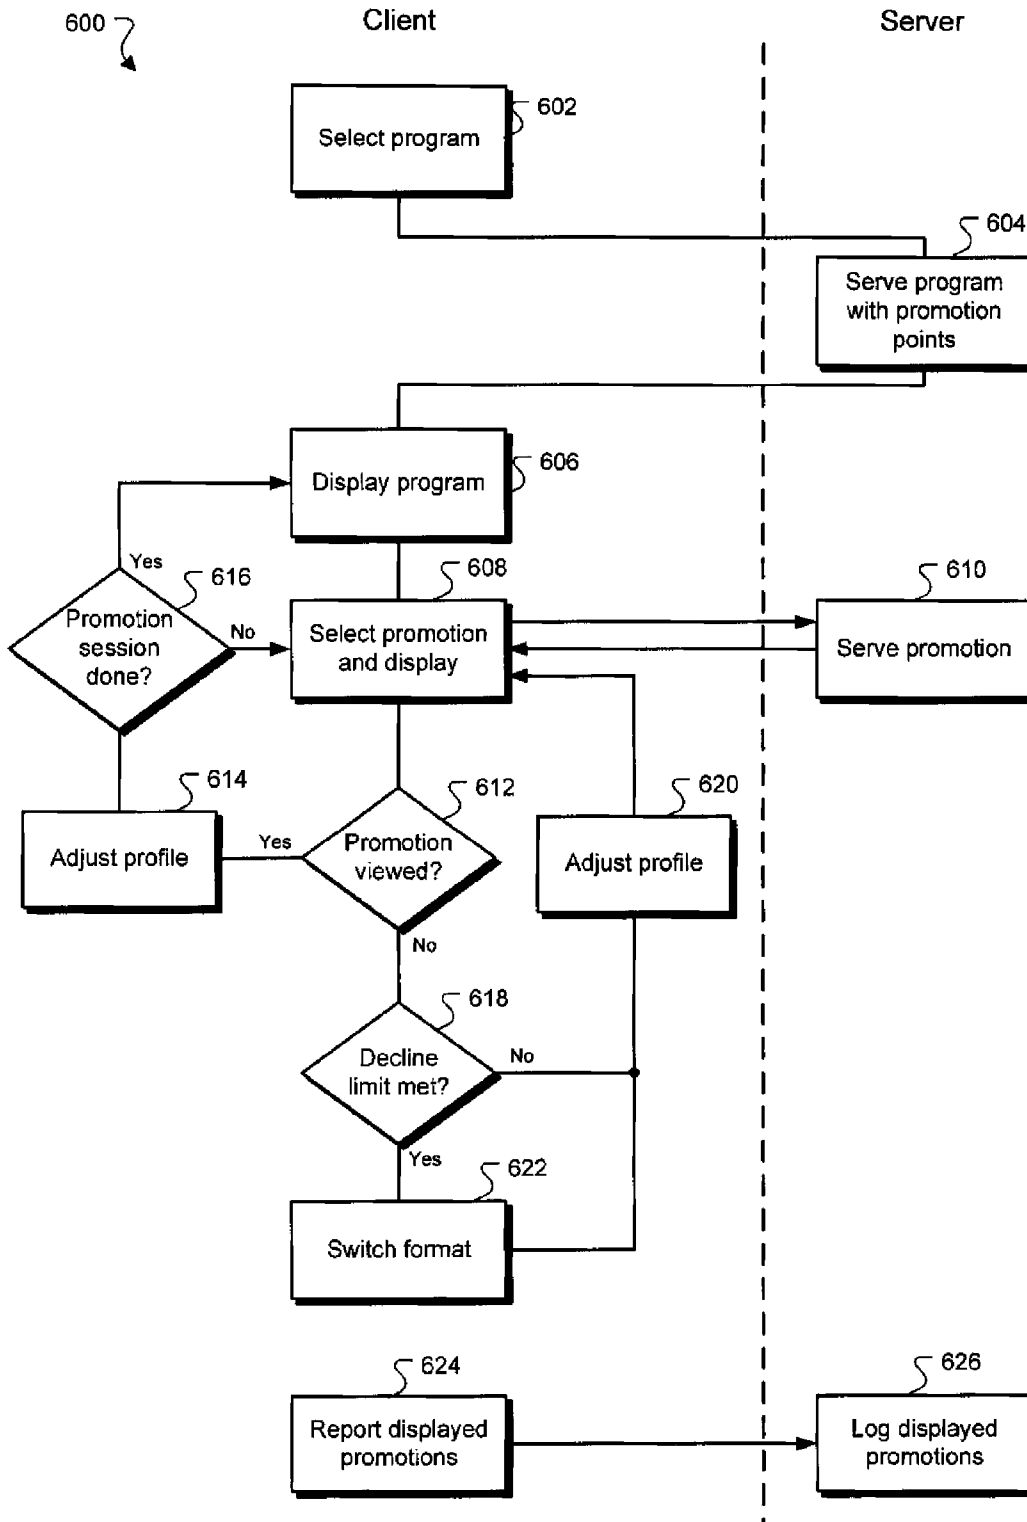 600
Client
Server
602
Select program
604
Serve program
with promotion
points
606
Display program
Yes
616
608
610
Promotion
session
done?
No
Select promotion
and display
Serve promotion
614
612
620
Adjust profile
Yes
Promotion
viewed?
Adjust profile
No
618
Decline
limit met?
No
Yes
622
Switch format
624
626
Report displayed
promotions
Log displayed
promotions